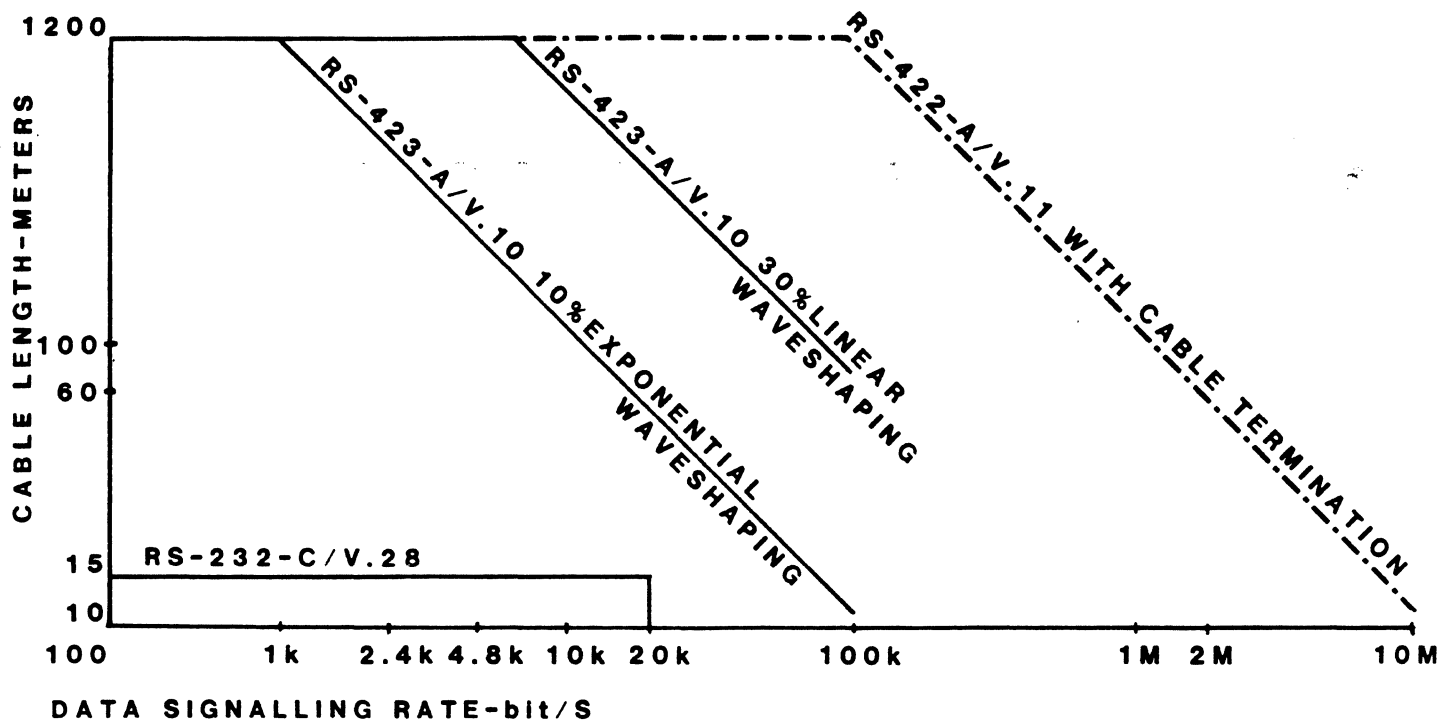 1200
CABLE LENGTH-METERS
100
60
15
10
RS-423-A/V.10 10%EXPONENTIAL
WAVESHAPING
RS-423-A/V.10 30%LINEAR
WAVESHAPING
RS-422-A/V.11 WITH CABLE TERMINATION
RS-232-C/V.28
100 1k 2.4k 4.8k 10k 20k 100k 1M 2M 10M
DATA SIGNALLING RATE-bit/S